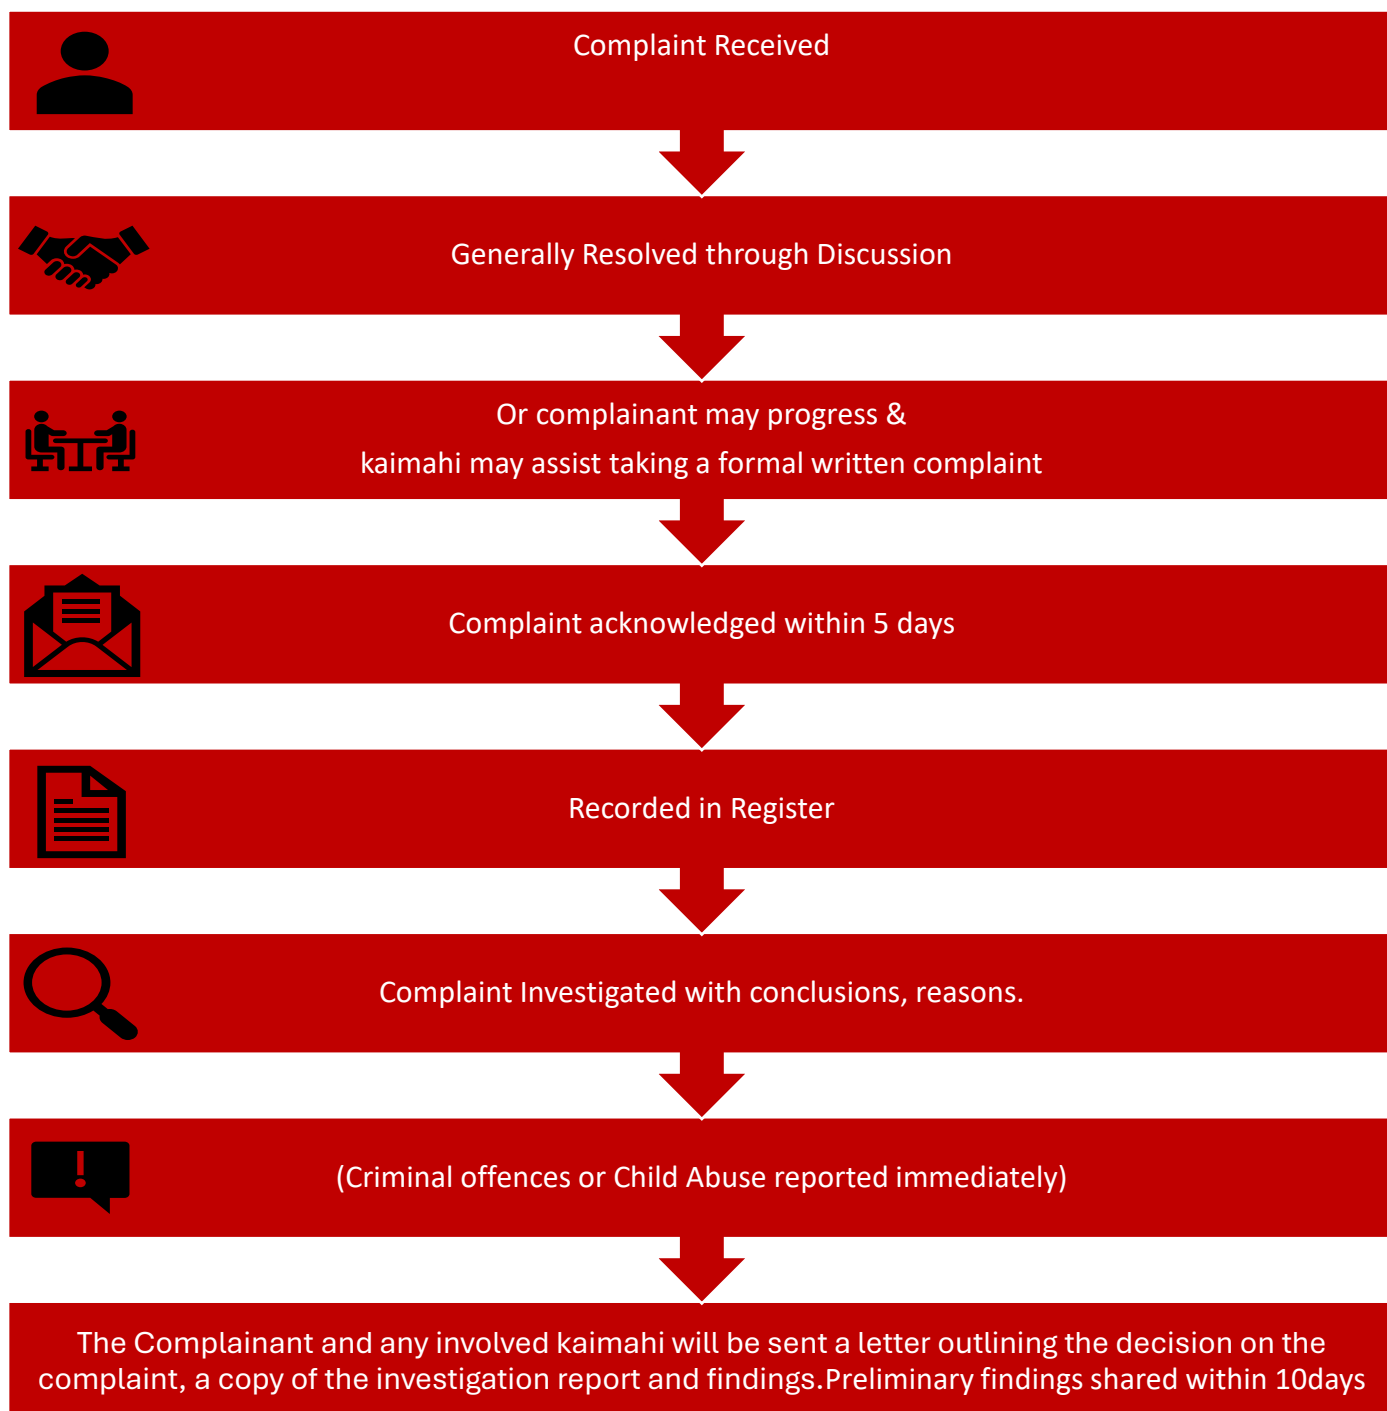 Complaint Received
Generally Resolved through Discussion
Or complainant may progress &
kaimahi may assist taking a formal written complaint
Complaint acknowledged within 5 days
Recorded in Register
Complaint Investigated with conclusions, reasons.
(Criminal offences or Child Abuse reported immediately)
The Complainant and any involved kaimahi will be sent a letter outlining the decision on the
complaint, a copy of the investigation report and findings.Preliminary findings shared within 10days